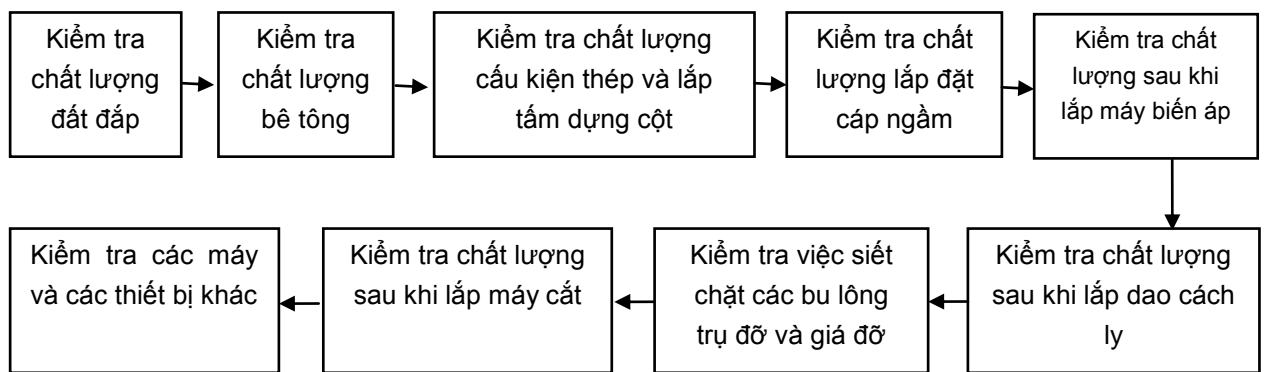 Kiểm tra
chất lượng
đất đắp
Kiểm tra
chất lượng
bê tông
Kiểm tra chất lượng
cấu kiện thép và lắp
tấm dựng cột
Kiểm tra chất
lượng lắp đặt
cáp ngầm
Kiểm tra chất
lượng sau khi
lắp máy biến áp
Kiểm tra chất lượng
sau khi lắp dao cách
ly
Kiểm tra việc siết
chặt các bu lông
trụ đỡ và giá đỡ
Kiểm tra chất lượng
sau khi lắp máy cắt
Kiểm tra các máy
và các thiết bị khác